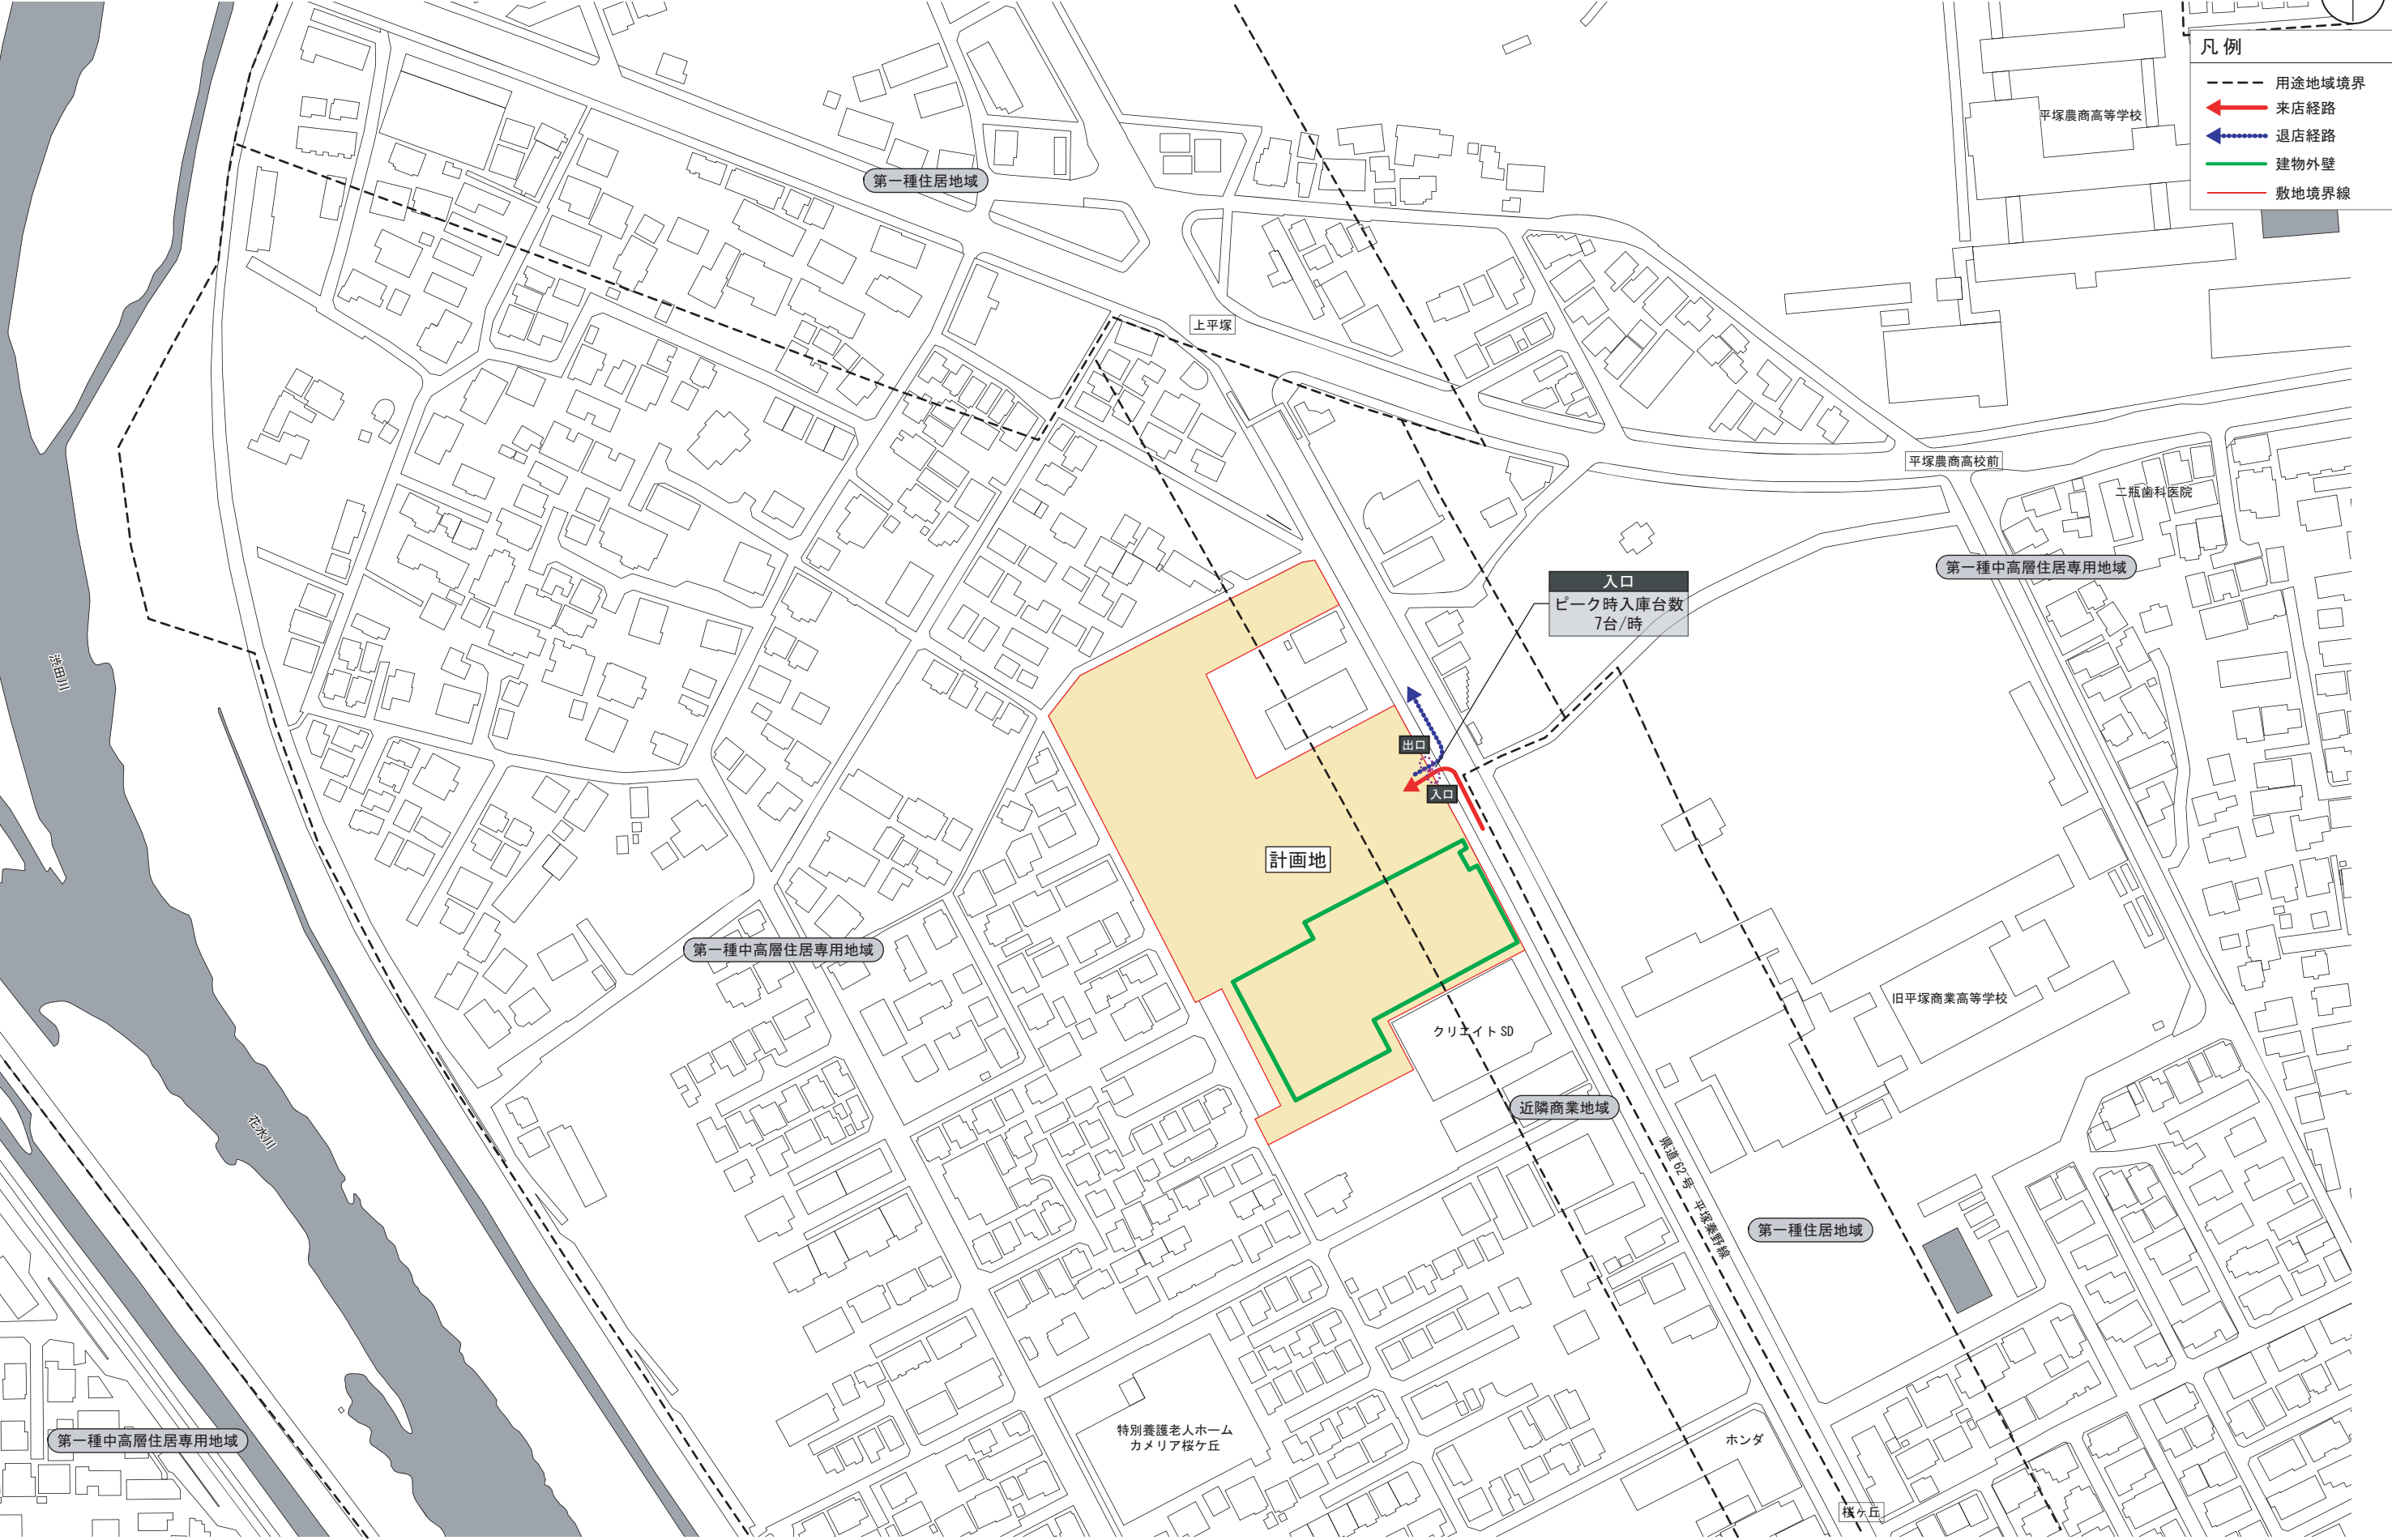 凡例
用途地域境界
来店経路
退店経路
建物外壁
敷地境界線
平塚農商高等学校
第一種住居地域
上平塚
平塚農商高校前
二瓶歯科医院
第一種中高層住居専用地域
入口
ピーク時入庫台数
7台/時
渋田川
出口
入口
計画地
第一種中高層住居専用地域
旧平塚商業高等学校
クリエイトSD
近隣商業地域
花水川
県道62号 平塚秦野線
第一種住居地域
特別養護老人ホーム
カメリア桜ケ丘
ホンダ
第一種中高層住居専用地域
桜ヶ丘